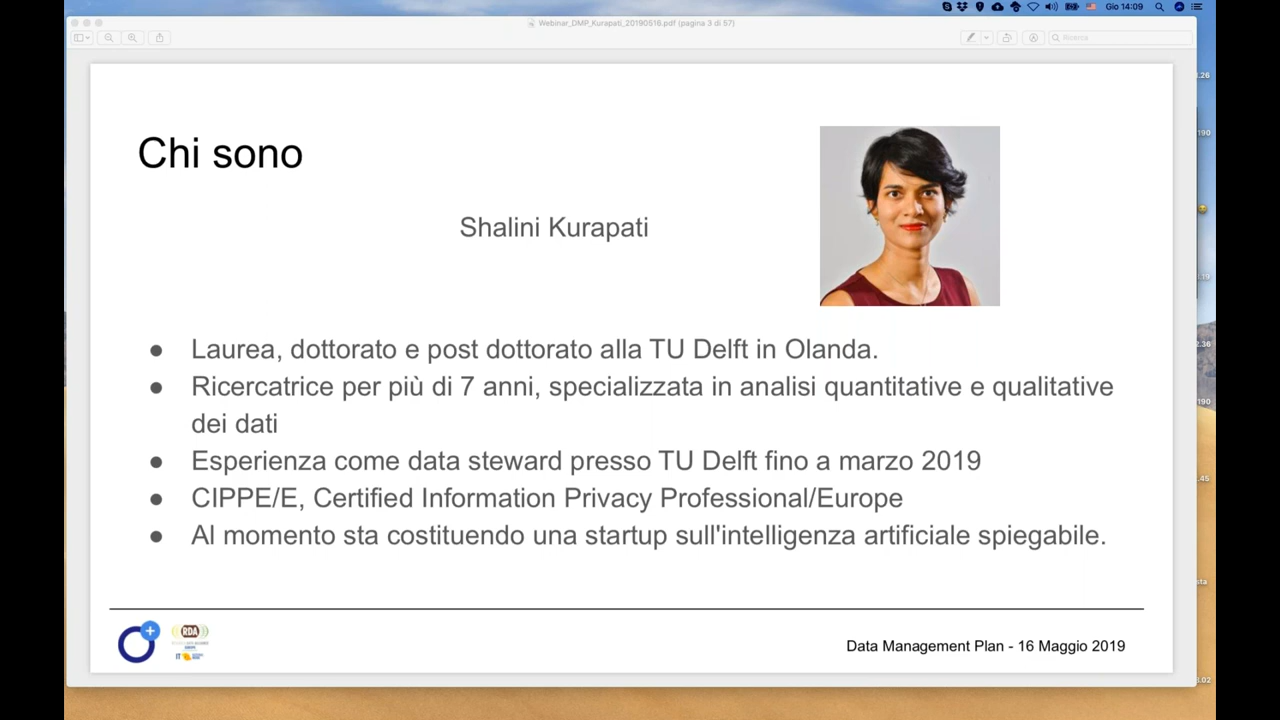 Gio 14:09
Webinar_DMP_Kurapati_20190516.pdf (pagina 3 di 57)
Ricerca
Chi sono
Shalini Kurapati
● Laurea, dottorato e post dottorato alla TU Delft in Olanda.
● Ricercatrice per più di 7 anni, specializzata in analisi quantitative e qualitative
dei dati
● Esperienza come data steward presso TU Delft fino a marzo 2019
● CIPPE/E, Certified Information Privacy Professional/Europe
● Al momento sta costituendo una startup sull'intelligenza artificiale spiegabile.
RDA
IT
Data Management Plan - 16 Maggio 2019